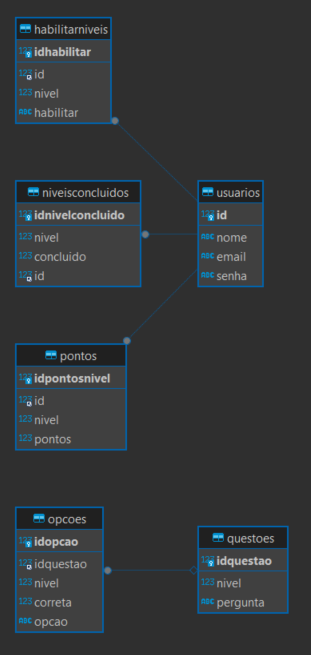 habilitarniveis
123 idhabilitar
123 id
123 nivel
ABC habilitar
niveisconcluidos
123 idnivelconcluido
123 nivel
123 concluido
123 id
usuarios
123 id
ABC nome
ABC email
ABC senha
pontos
123 idpontosnivel
123 id
123 nivel
123 pontos
opcoes
123 idopcao
123 idquestao
123 nivel
123 correta
ABC opcao
questoes
123 idquestao
123 nivel
ABC pergunta